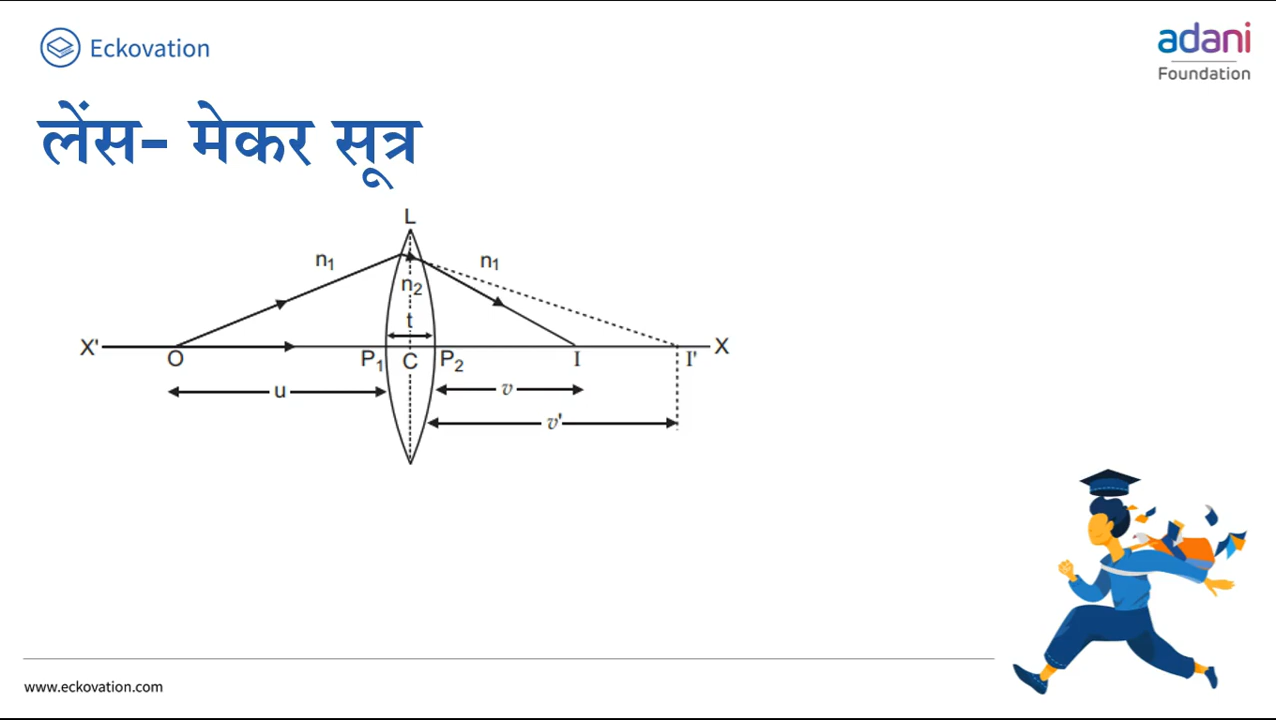 Eckovation
adani
Foundation
लेंस- मेकर सूत्र
L
n₁
n₁
n₂
t
X'
X
O
P₁
C
P₂
I
I'
u
v
v'
www.eckovation.com